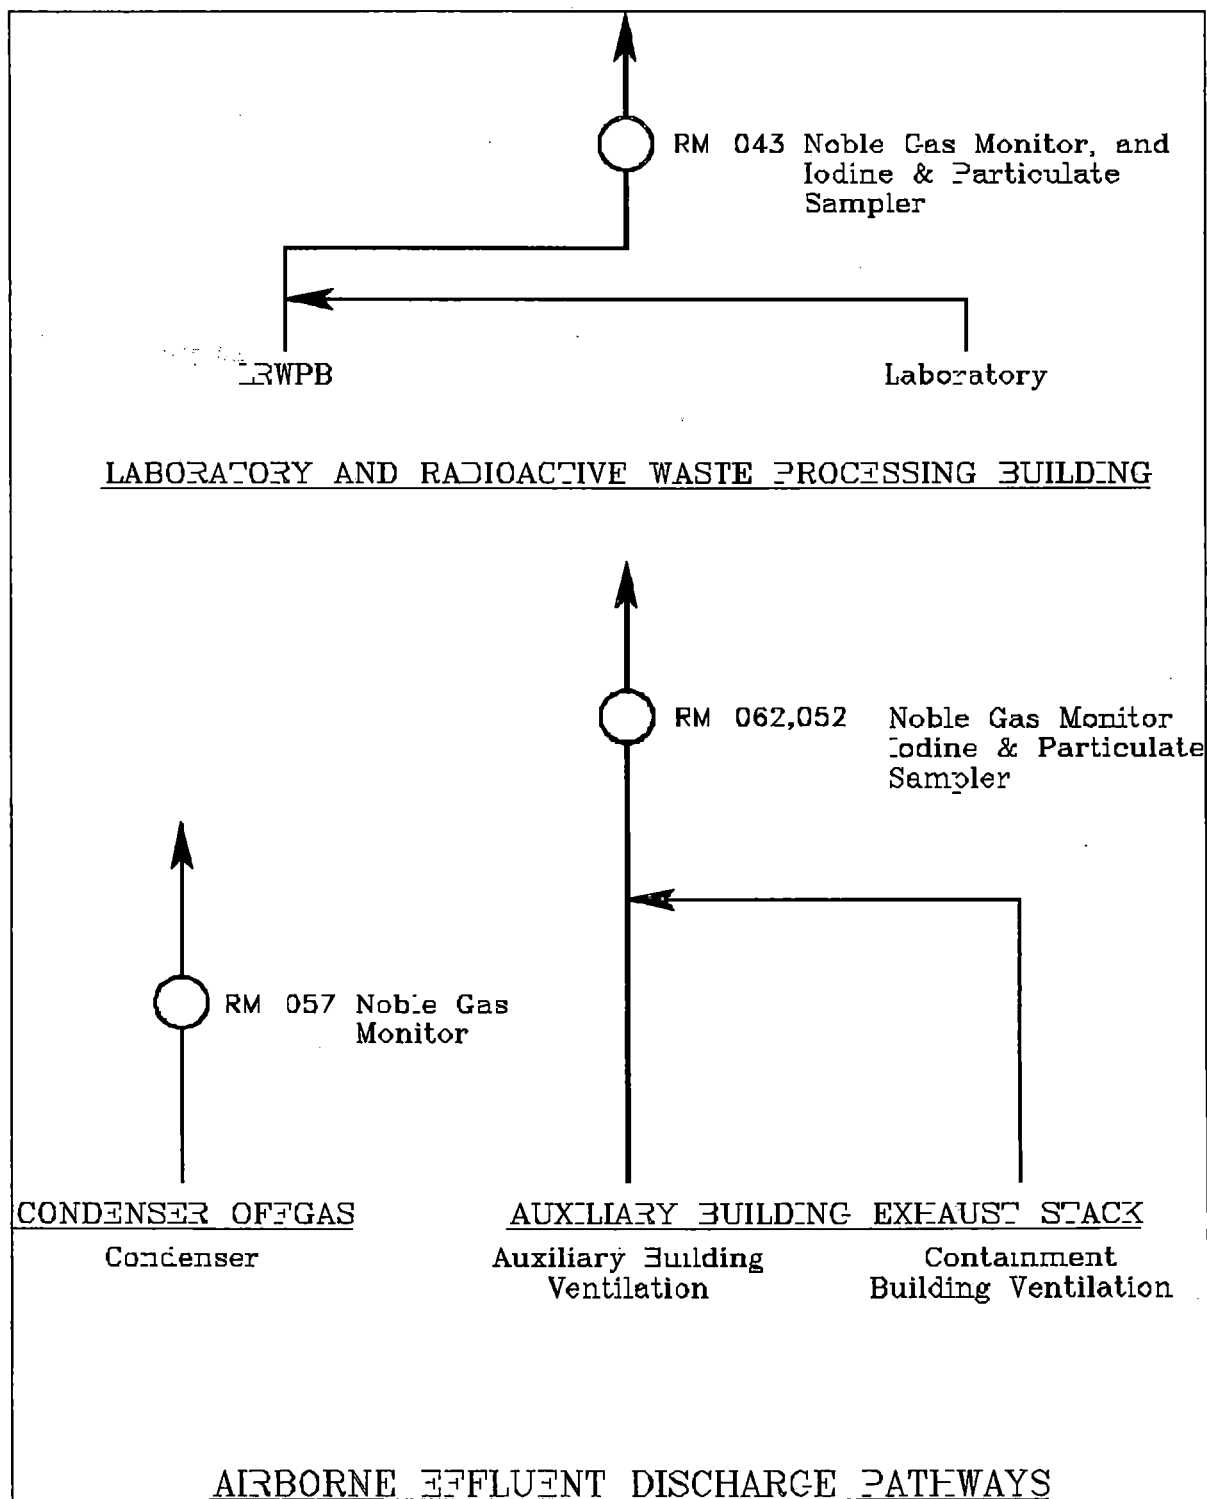 RM 043 Noble Gas Monitor, and
Iodine & Particulate
Sampler
LRWPB
Laboratory
LABORATORY AND RADIOACTIVE WASTE PROCESSING BUILDING
RM 062,052 Noble Gas Monitor
Iodine & Particulate
Sampler
RM 057 Noble Gas
Monitor
CONDENSER OFFGAS
AUXILIARY BUILDING EXHAUST STACK
Condenser
Auxiliary Building
Ventilation
Containment
Building Ventilation
AIRBORNE EFFLUENT DISCHARGE PATHWAYS